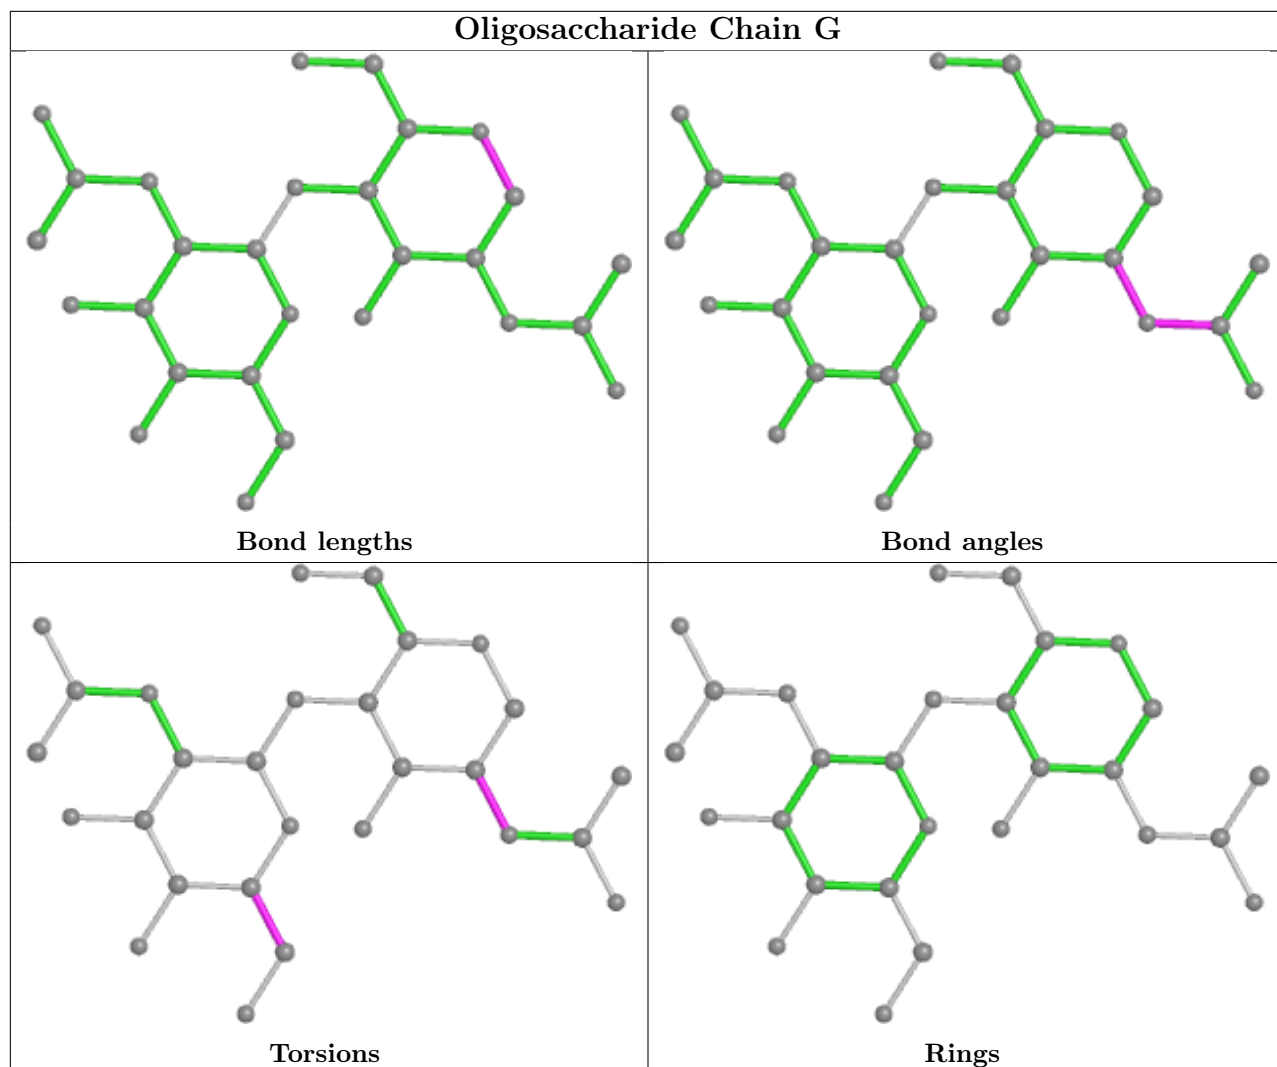 Oligosaccharide Chain G
Bond lengths
Bond angles
Torsions
Rings